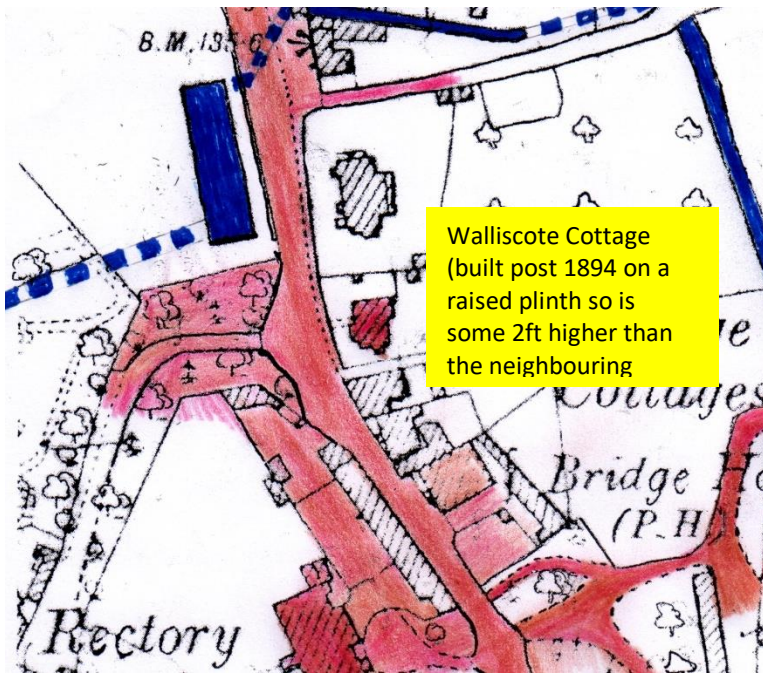 B.M. 135·6
Walliscote Cottage
(built post 1894 on a
raised plinth so is
some 2ft higher than
the neighbouring
Cottages
Bridge
(P.H.)
Rectory